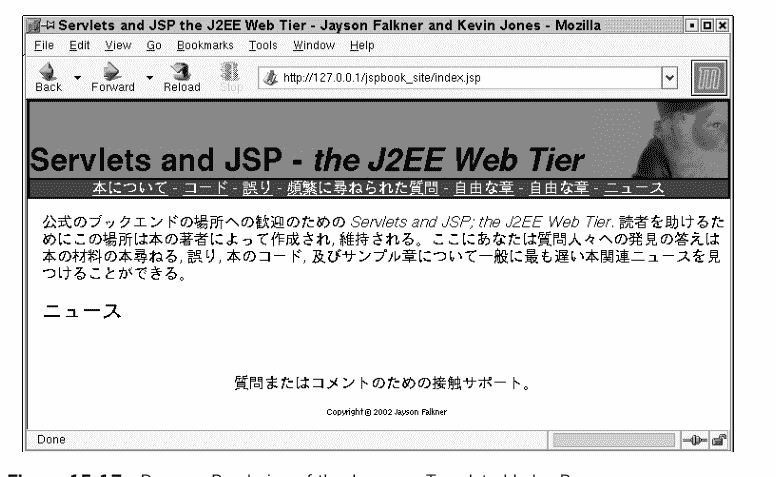 Servlets and JSP the J2EE Web Tier - Jayson Falkner and Kevin Jones - Mozilla
File Edit View Go Bookmarks Tools Window Help
Back Forward Reload Stop http://127.0.0.1/jspbook_site/index.jsp
Servlets and JSP - the J2EE Web Tier
本について - コード - 誤り - 頻繁に尋ねられた質問 - 自由な章 - 自由な章 - ニュース
公式のブックエンドの場所への歓迎のための Servlets and JSP; the J2EE Web Tier. 読者を助けるた
めにこの場所は本の著者によって作成され, 維持される。ここにあなたは質問人々への発見の答えは
本の材料の本尋ねる, 誤り, 本のコード, 及びサンプル章について一般に最も遅い本関連ニュースを見
つけることができる。
ニュース
質問またはコメントのための接触サポート。
Copyright © 2002 Jayson Falkner
Done